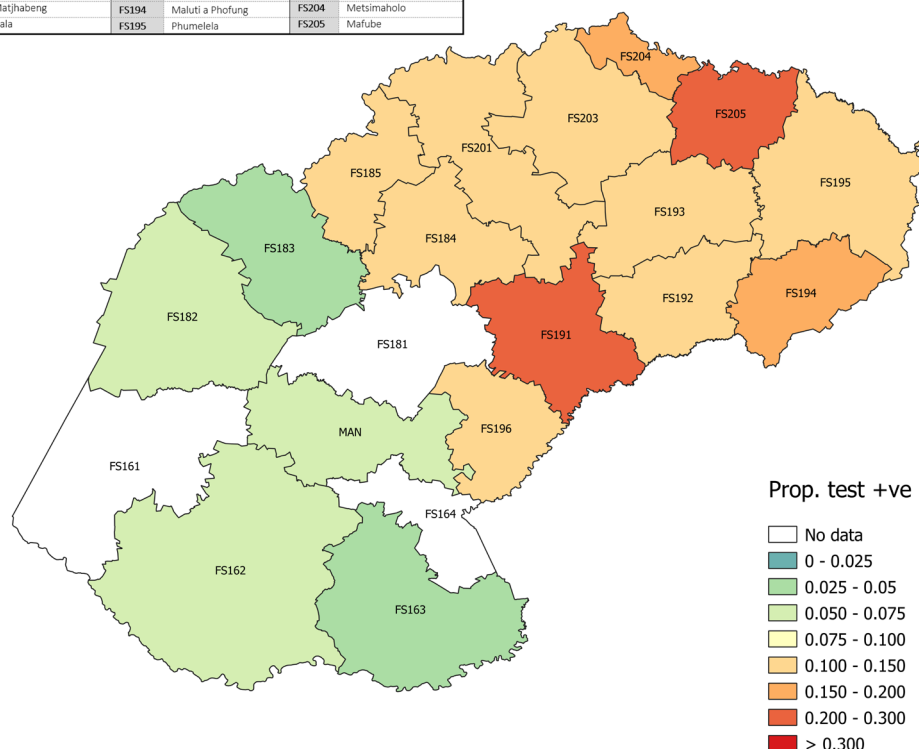 FS194 Maluti a Phofung FS204 Metsimaholo
FS195 Phumelela FS205 Mafube
FS204
FS205
FS203
FS201
FS185
FS195
FS193
FS184
FS183
FS194
FS192
FS182
FS191
FS181
FS196
MAN
FS161
FS164
FS162
FS163
Prop. test +ve
No data
0 - 0.025
0.025 - 0.05
0.050 - 0.075
0.075 - 0.100
0.100 - 0.150
0.150 - 0.200
0.200 - 0.300
> 0.300